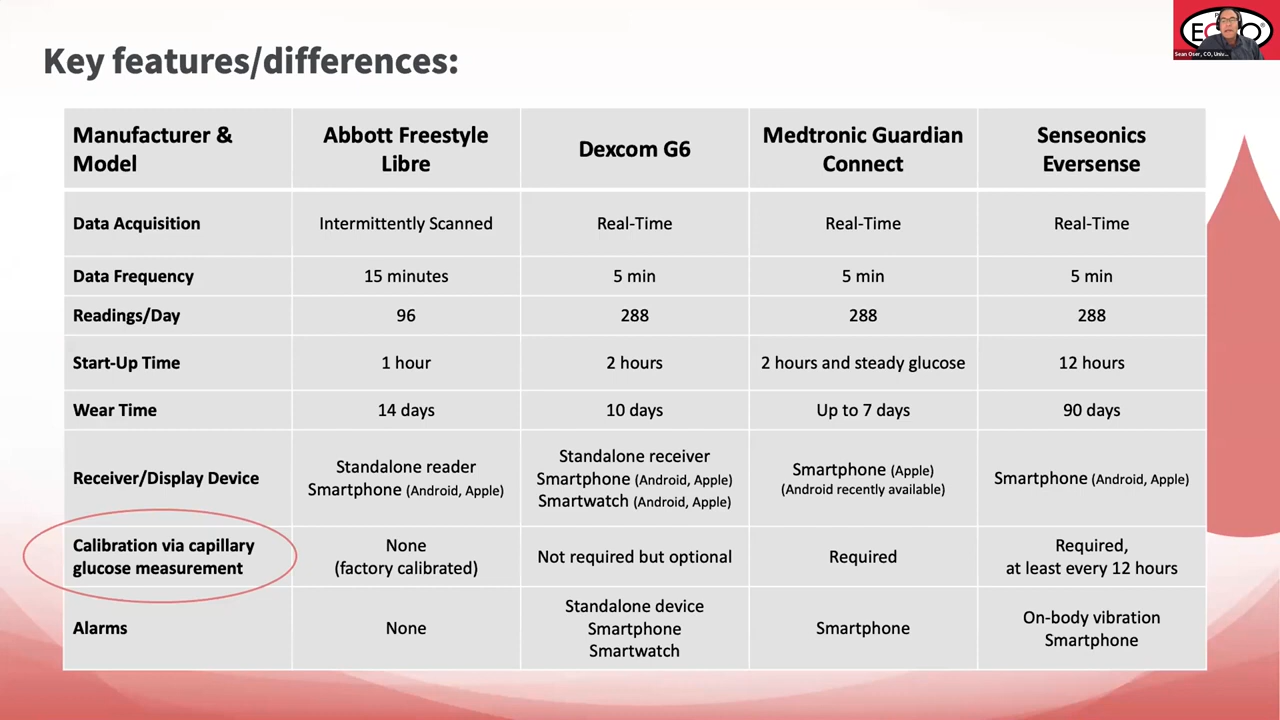 Key features/differences:
Manufacturer &
Model
Abbott Freestyle
Libre
Dexcom G6
Medtronic Guardian
Connect
Senseonics
Eversense
Data Acquisition
Intermittently Scanned
Real-Time
Real-Time
Real-Time
Data Frequency
15 minutes
5 min
5 min
5 min
Readings/Day
96
288
288
288
Start-Up Time
1 hour
2 hours
2 hours and steady glucose
12 hours
Wear Time
14 days
10 days
Up to 7 days
90 days
Receiver/Display Device
Standalone reader
Smartphone (Android, Apple)
Standalone receiver
Smartphone (Android, Apple)
Smartwatch (Android, Apple)
Smartphone (Apple)
(Android recently available)
Smartphone (Android, Apple)
Calibration via capillary
glucose measurement
None
(factory calibrated)
Not required but optional
Required
Required,
at least every 12 hours
Alarms
None
Standalone device
Smartphone
Smartwatch
Smartphone
On-body vibration
Smartphone
Sean Oser, CO, Univ...